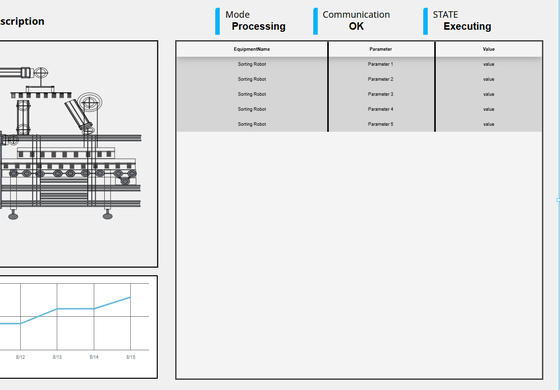 scription
Mode
Processing
Communication
OK
STATE
Executing
EquipmentName Parameter Value
Sorting Robot Parameter 1 value
Sorting Robot Parameter 2 value
Sorting Robot Parameter 3 value
Sorting Robot Parameter 4 value
Sorting Robot Parameter 5 value
8/12 8/13 8/14 8/15